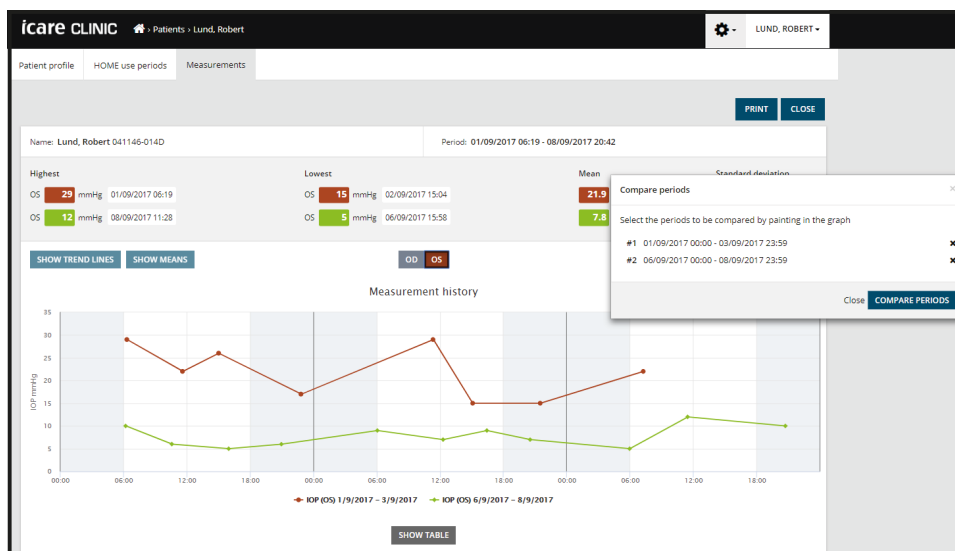 icare CLINIC › Patients › Lund, Robert LUND, ROBERT
Patient profile HOME use periods Measurements
PRINT CLOSE
Name: Lund, Robert 041146-014D Period: 01/09/2017 06:19 - 08/09/2017 20:42
Highest Lowest Mean Standard deviation
OS 29 mmHg 01/09/2017 06:19 OS 15 mmHg 02/09/2017 15:04 21.9
OS 12 mmHg 08/09/2017 11:28 OS 5 mmHg 06/09/2017 15:58 7.8
Compare periods ×
Select the periods to be compared by painting in the graph
#1 01/09/2017 00:00 - 03/09/2017 23:59 ×
#2 06/09/2017 00:00 - 08/09/2017 23:59 ×
Close COMPARE PERIODS
SHOW TREND LINES SHOW MEANS OD OS
Measurement history
IOP mmHg
35
30
25
20
15
10
5
0
00:00 06:00 12:00 18:00 00:00 06:00 12:00 18:00 00:00 06:00 12:00 18:00
IOP (OS) 1/9/2017 – 3/9/2017 IOP (OS) 6/9/2017 – 8/9/2017
SHOW TABLE